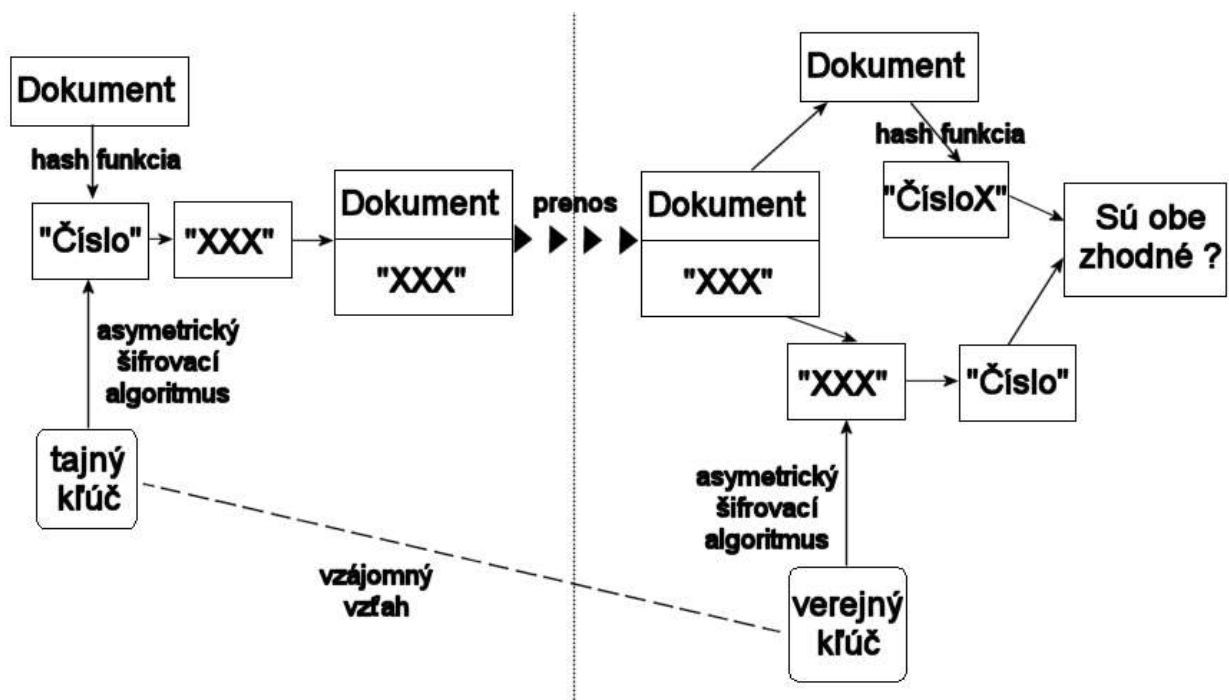 Dokument
hash funkcia
"Číslo"
"XXX"
Dokument
"XXX"
asymetrický
šifrovací
algoritmus
tajný
kľúč
vzájomný
vzťah
prenos
Dokument
hash funkcia
"ČísloX"
Dokument
"XXX"
Sú obe
zhodné ?
"XXX"
"Číslo"
asymetrický
šifrovací
algoritmus
verejný
kľúč